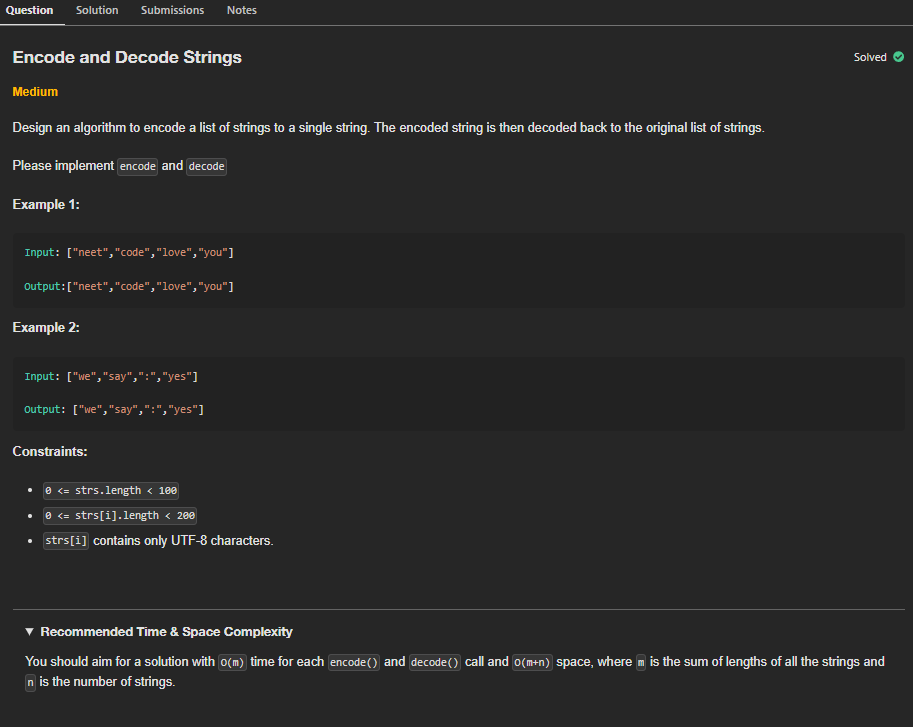 Question Solution Submissions Notes
Encode and Decode Strings
Solved
Medium
Design an algorithm to encode a list of strings to a single string. The encoded string is then decoded back to the original list of strings.
Please implement encode and decode
Example 1:
Input: ["neet","code","love","you"]
Output:["neet","code","love","you"]
Example 2:
Input: ["we","say",":","yes"]
Output: ["we","say",":","yes"]
Constraints:
• 0 <= strs.length < 100
• 0 <= strs[i].length < 200
• strs[i] contains only UTF-8 characters.
▼ Recommended Time & Space Complexity
You should aim for a solution with O(m) time for each encode() and decode() call and O(m+n) space, where m is the sum of lengths of all the strings and
n is the number of strings.